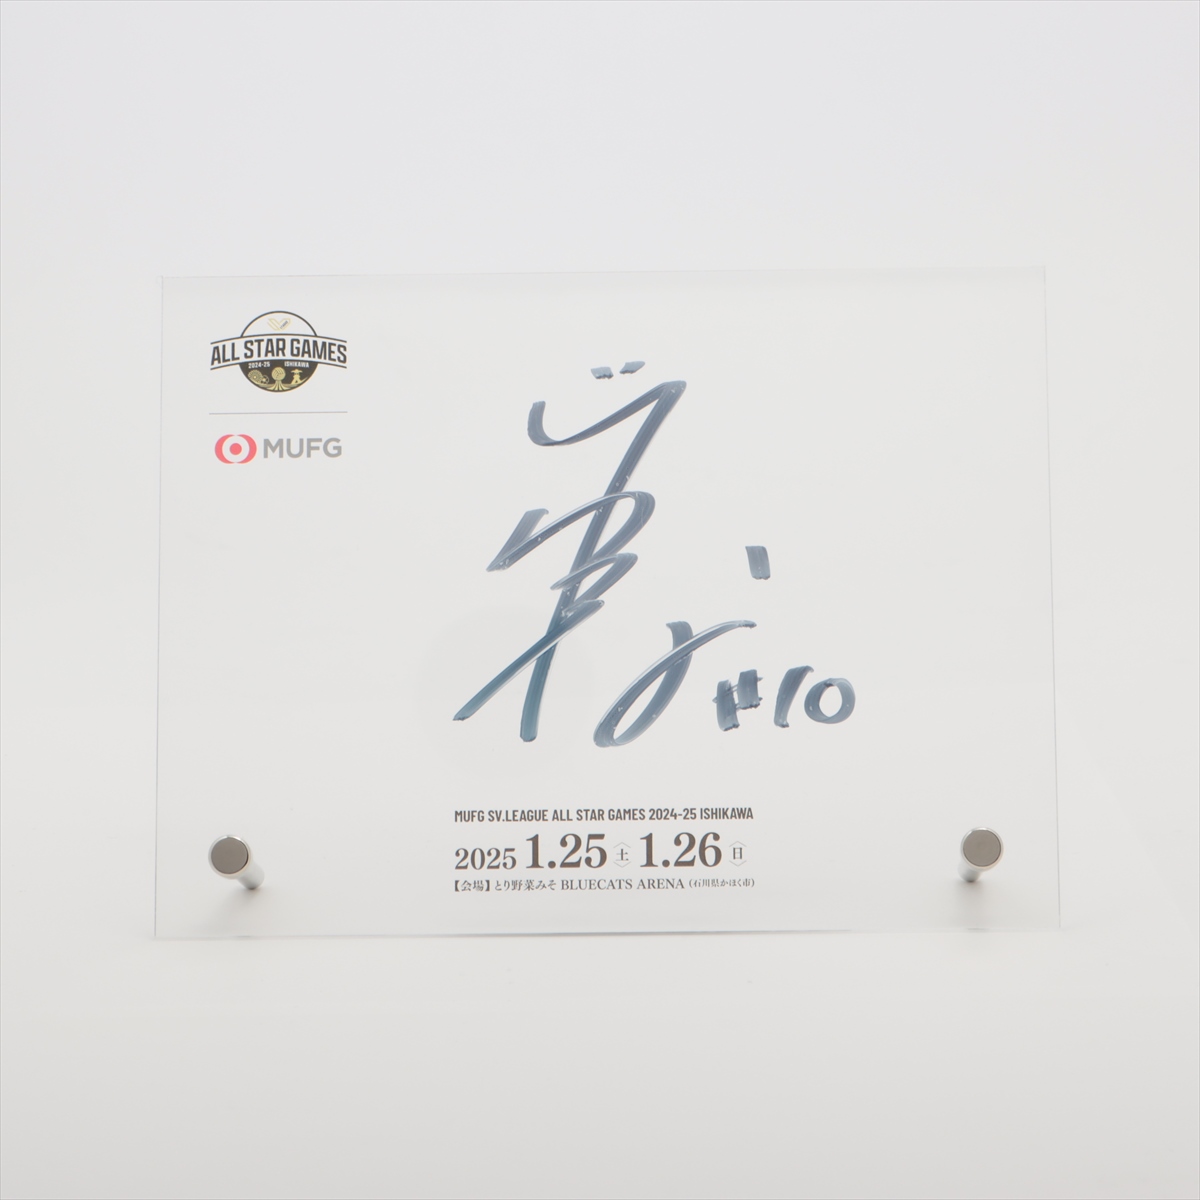 ALL STAR GAMES
2024-25 ISHIKAWA
MUFG
#10
MUFG SV.LEAGUE ALL STAR GAMES 2024-25 ISHIKAWA
2025 1.25〈土〉1.26〈日〉
【会場】とり野菜みそ BLUECATS ARENA（石川県かほく市）